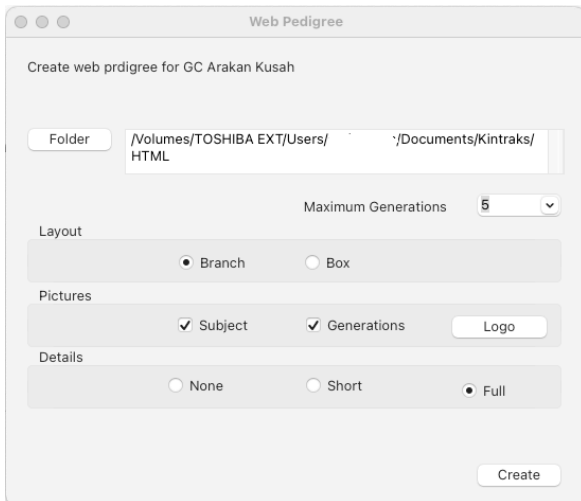 Web Pedigree
Create web prdigree for GC Arakan Kusah
Folder
/Volumes/TOSHIBA EXT/Users/ /Documents/Kintraks/
HTML
Maximum Generations 5
Layout
Branch Box
Pictures
Subject Generations Logo
Details
None Short Full
Create